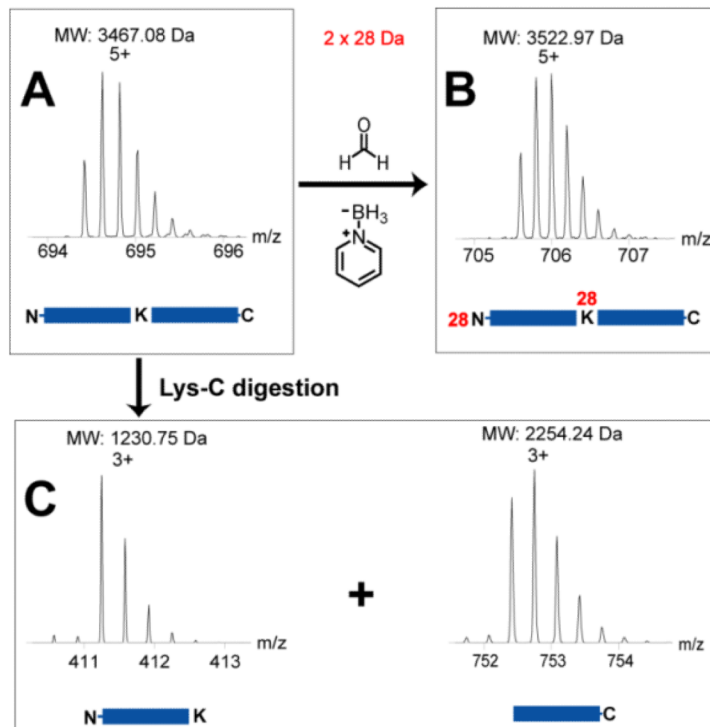 MW: 3467.08 Da
5+
A
694 695 696 m/z
N K C
2 x 28 Da
O
H H
-BH3
N+
MW: 3522.97 Da
5+
B
705 706 707 m/z
28
28 N K C
Lys-C digestion
C
MW: 1230.75 Da
3+
411 412 413 m/z
N K
+
MW: 2254.24 Da
3+
752 753 754 m/z
C